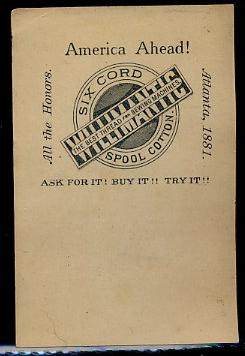 America Ahead!
All the Honors.
Atlanta, 1881.
SIX CORD
WILLIMANTIC
THE BEST THREAD FOR SEWING MACHINES
SPOOL COTTON.
ASK FOR IT! BUY IT!! TRY IT!!